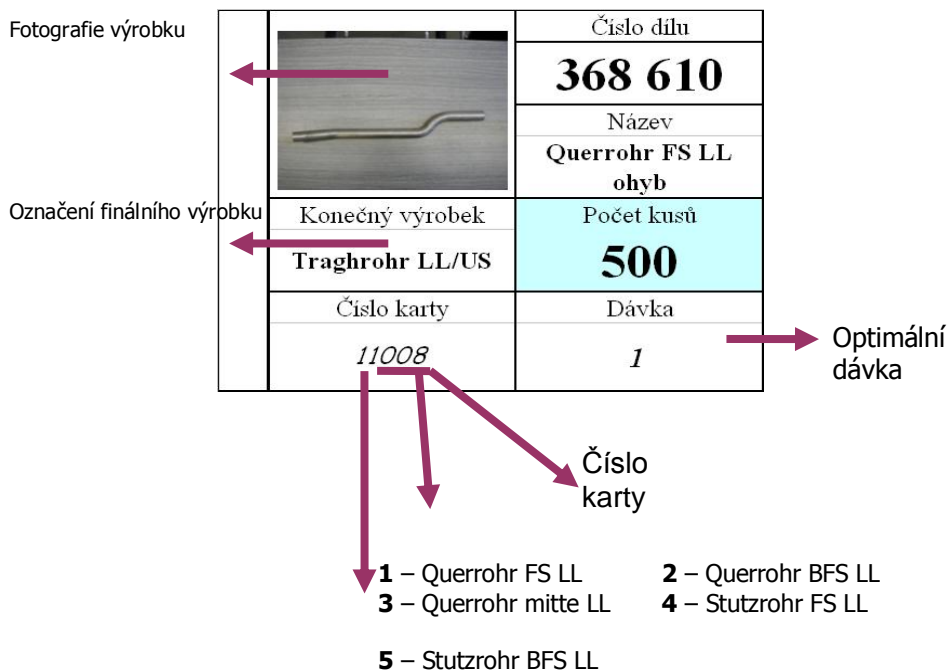 Fotografie výrobku
Číslo dílu
368 610
Název
Querrohr FS LL
ohyb
Označení finálního výrobku
Konečný výrobek
Traghrohr LL/US
Počet kusů
500
Číslo karty
11008
Dávka
1
Optimální
dávka
Číslo
karty
1 – Querrohr FS LL
2 – Querrohr BFS LL
3 – Querrohr mitte LL
4 – Stutzrohr FS LL
5 – Stutzrohr BFS LL